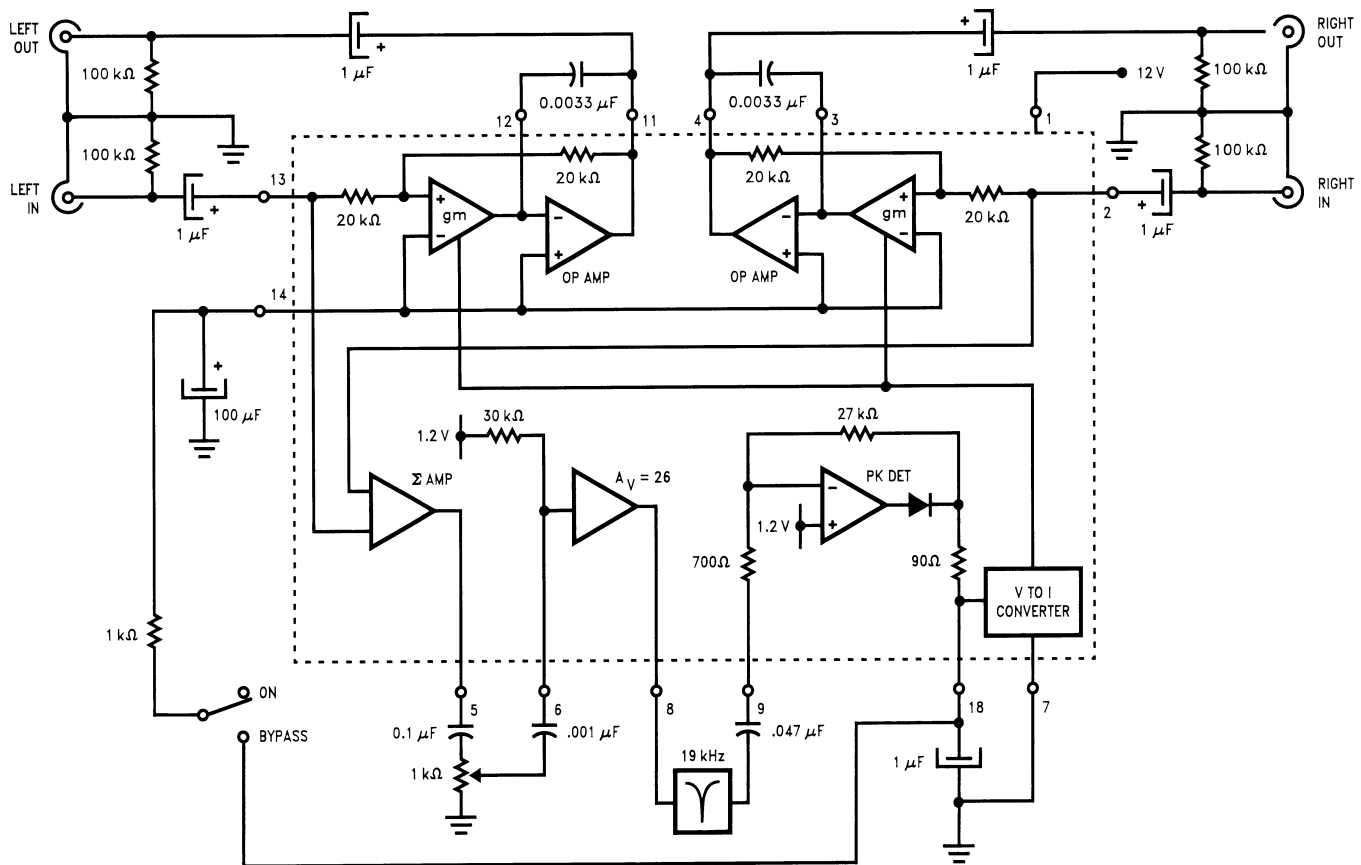 LEFT
OUT
1 μF
+
100 kΩ
0.0033 μF
12
11
+
1 μF
0.0033 μF
4
3
12 V
1
100 kΩ
RIGHT
OUT
100 kΩ
LEFT
IN
1 μF
+
13
20 kΩ
20 kΩ
+
gm
−
−
+
OP AMP
20 kΩ
−
+
OP AMP
+
gm
−
20 kΩ
2
+
1 μF
100 kΩ
RIGHT
IN
14
+
100 μF
1.2 V
30 kΩ
Σ AMP
AV = 26
27 kΩ
PK DET
−
+
1.2 V
700Ω
90Ω
V TO I
CONVERTER
1 kΩ
ON
BYPASS
5
6
8
9
18
7
0.1 μF
.001 μF
.047 μF
1 kΩ
19 kHz
1 μF